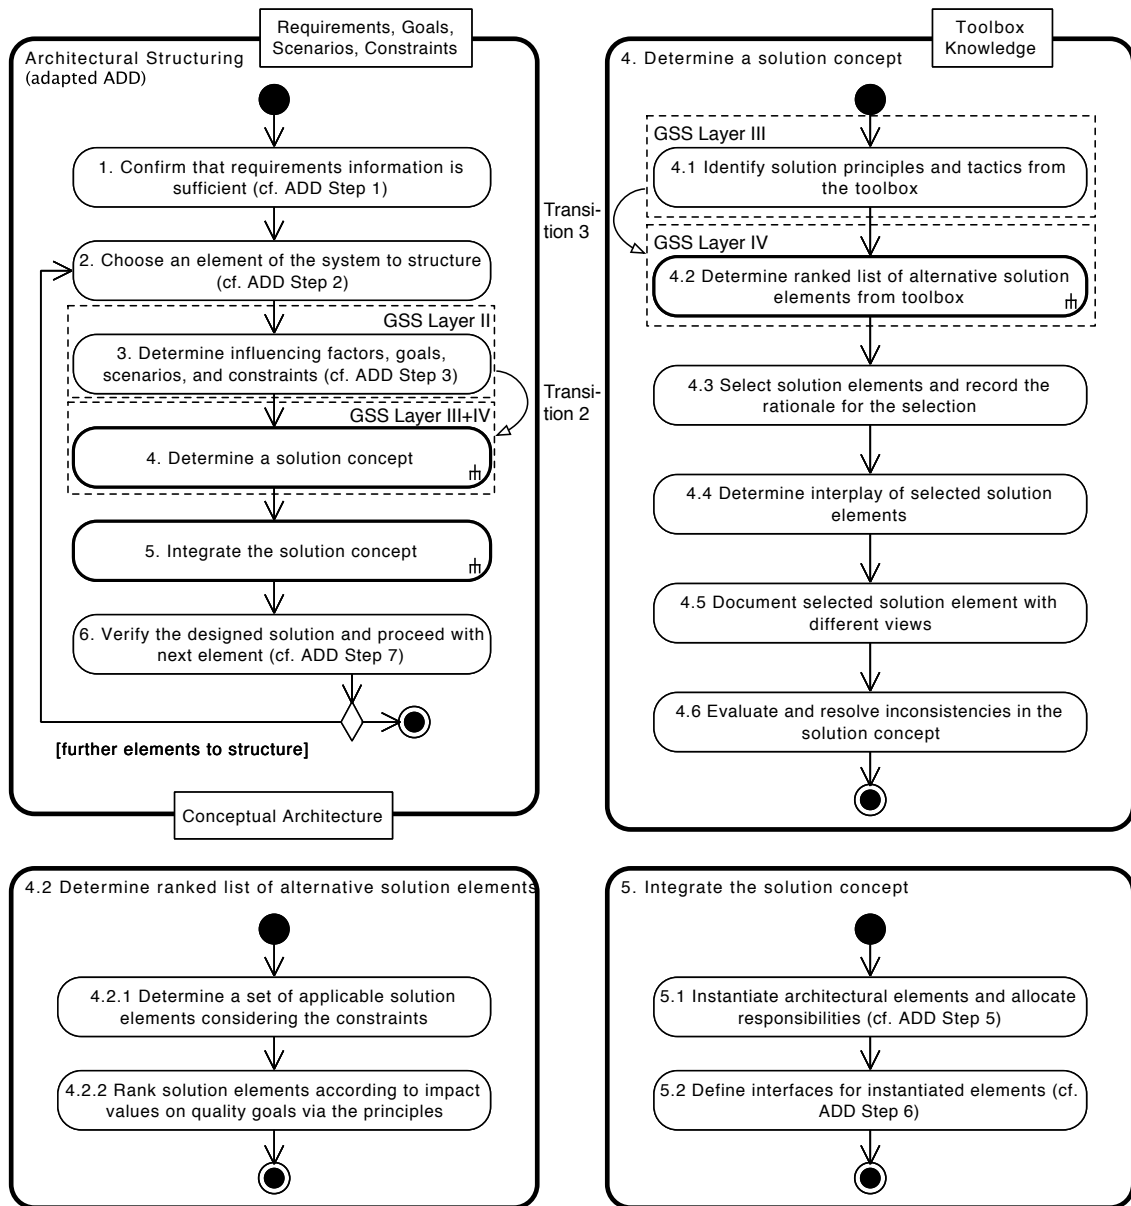 Requirements, Goals,
Scenarios, Constraints
Architectural Structuring
(adapted ADD)
1. Confirm that requirements information is
sufficient (cf. ADD Step 1)
2. Choose an element of the system to structure
(cf. ADD Step 2)
GSS Layer II
3. Determine influencing factors, goals,
scenarios, and constraints (cf. ADD Step 3)
Transi-
tion 2
GSS Layer III+IV
4. Determine a solution concept
5. Integrate the solution concept
6. Verify the designed solution and proceed with
next element (cf. ADD Step 7)
[further elements to structure]
Conceptual Architecture
Toolbox
Knowledge
4. Determine a solution concept
GSS Layer III
4.1 Identify solution principles and tactics from
the toolbox
Transi-
tion 3
GSS Layer IV
4.2 Determine ranked list of alternative solution
elements from toolbox
4.3 Select solution elements and record the
rationale for the selection
4.4 Determine interplay of selected solution
elements
4.5 Document selected solution element with
different views
4.6 Evaluate and resolve inconsistencies in the
solution concept
4.2 Determine ranked list of alternative solution elements
4.2.1 Determine a set of applicable solution
elements considering the constraints
4.2.2 Rank solution elements according to impact
values on quality goals via the principles
5. Integrate the solution concept
5.1 Instantiate architectural elements and allocate
responsibilities (cf. ADD Step 5)
5.2 Define interfaces for instantiated elements (cf.
ADD Step 6)